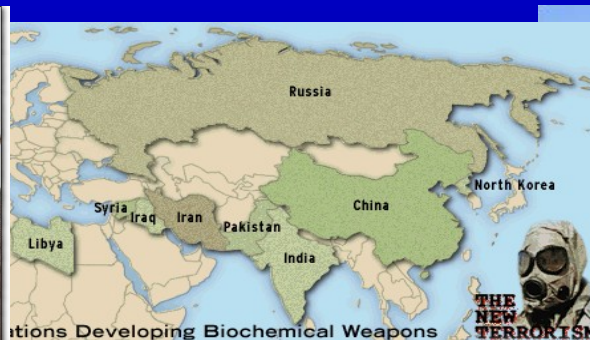 Russia
North Korea
China
Syria
Iraq
Iran
Pakistan
Libya
India
THE
NEW
ations Developing Biochemical Weapons
TERRORISM